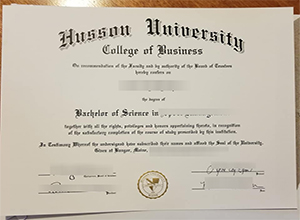 Husson University
College of Business
On recommendation of the Faculty and by authority of the Board of Trustees
hereby confers on
the degree of
Bachelor of Science in
together with all the rights, privileges and honors appertaining thereto, in recognition
of the satisfactory completion of the course of study prescribed by this institution.
In Testimony Whereof the undersigned have subscribed their names and affixed the Seal of the University.
Given at Bangor, Maine,